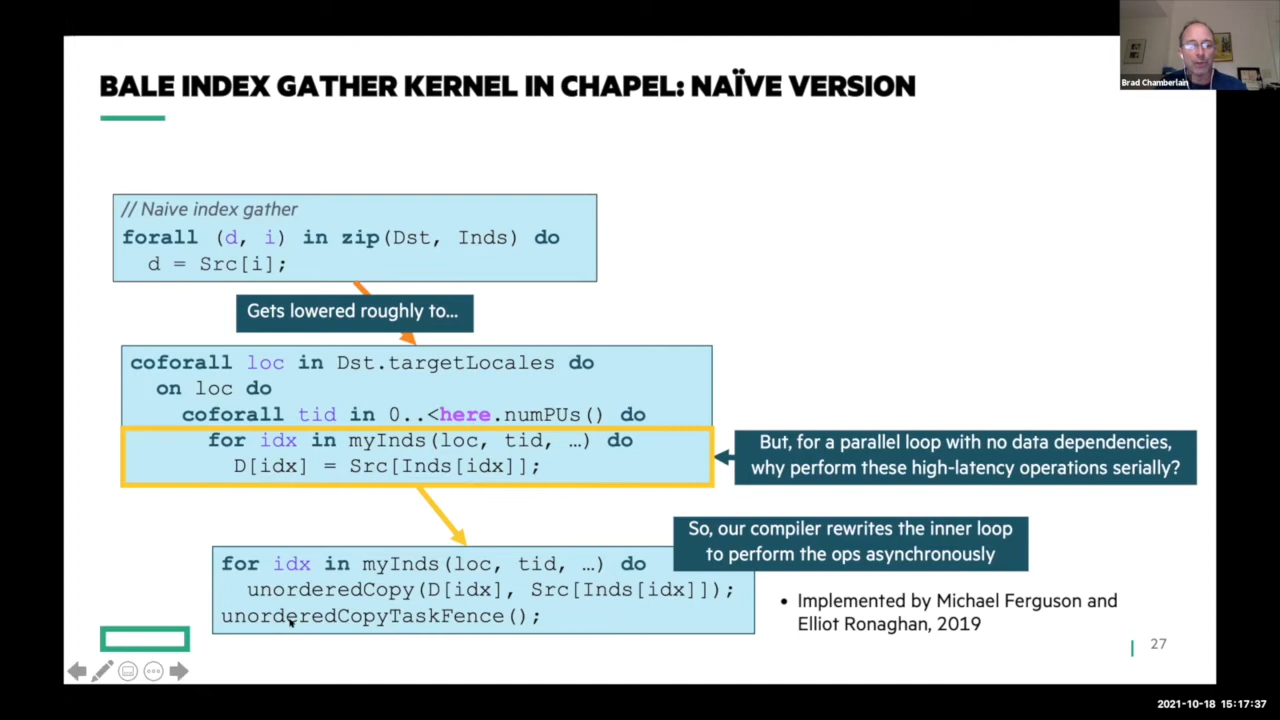 Brad Chamberlain
BALE INDEX GATHER KERNEL IN CHAPEL: NAÏVE VERSION
// Naive index gather
forall (d, i) in zip(Dst, Inds) do
d = Src[i];
Gets lowered roughly to…
coforall loc in Dst.targetLocales do
on loc do
coforall tid in 0..<here.numPUs() do
for idx in myInds(loc, tid, …) do
D[idx] = Src[Inds[idx]];
But, for a parallel loop with no data dependencies,
why perform these high-latency operations serially?
So, our compiler rewrites the inner loop
to perform the ops asynchronously
for idx in myInds(loc, tid, …) do
unorderedCopy(D[idx], Src[Inds[idx]]);
unorderedCopyTaskFence();
• Implemented by Michael Ferguson and
Elliot Ronaghan, 2019
27
2021-10-18 15:17:37